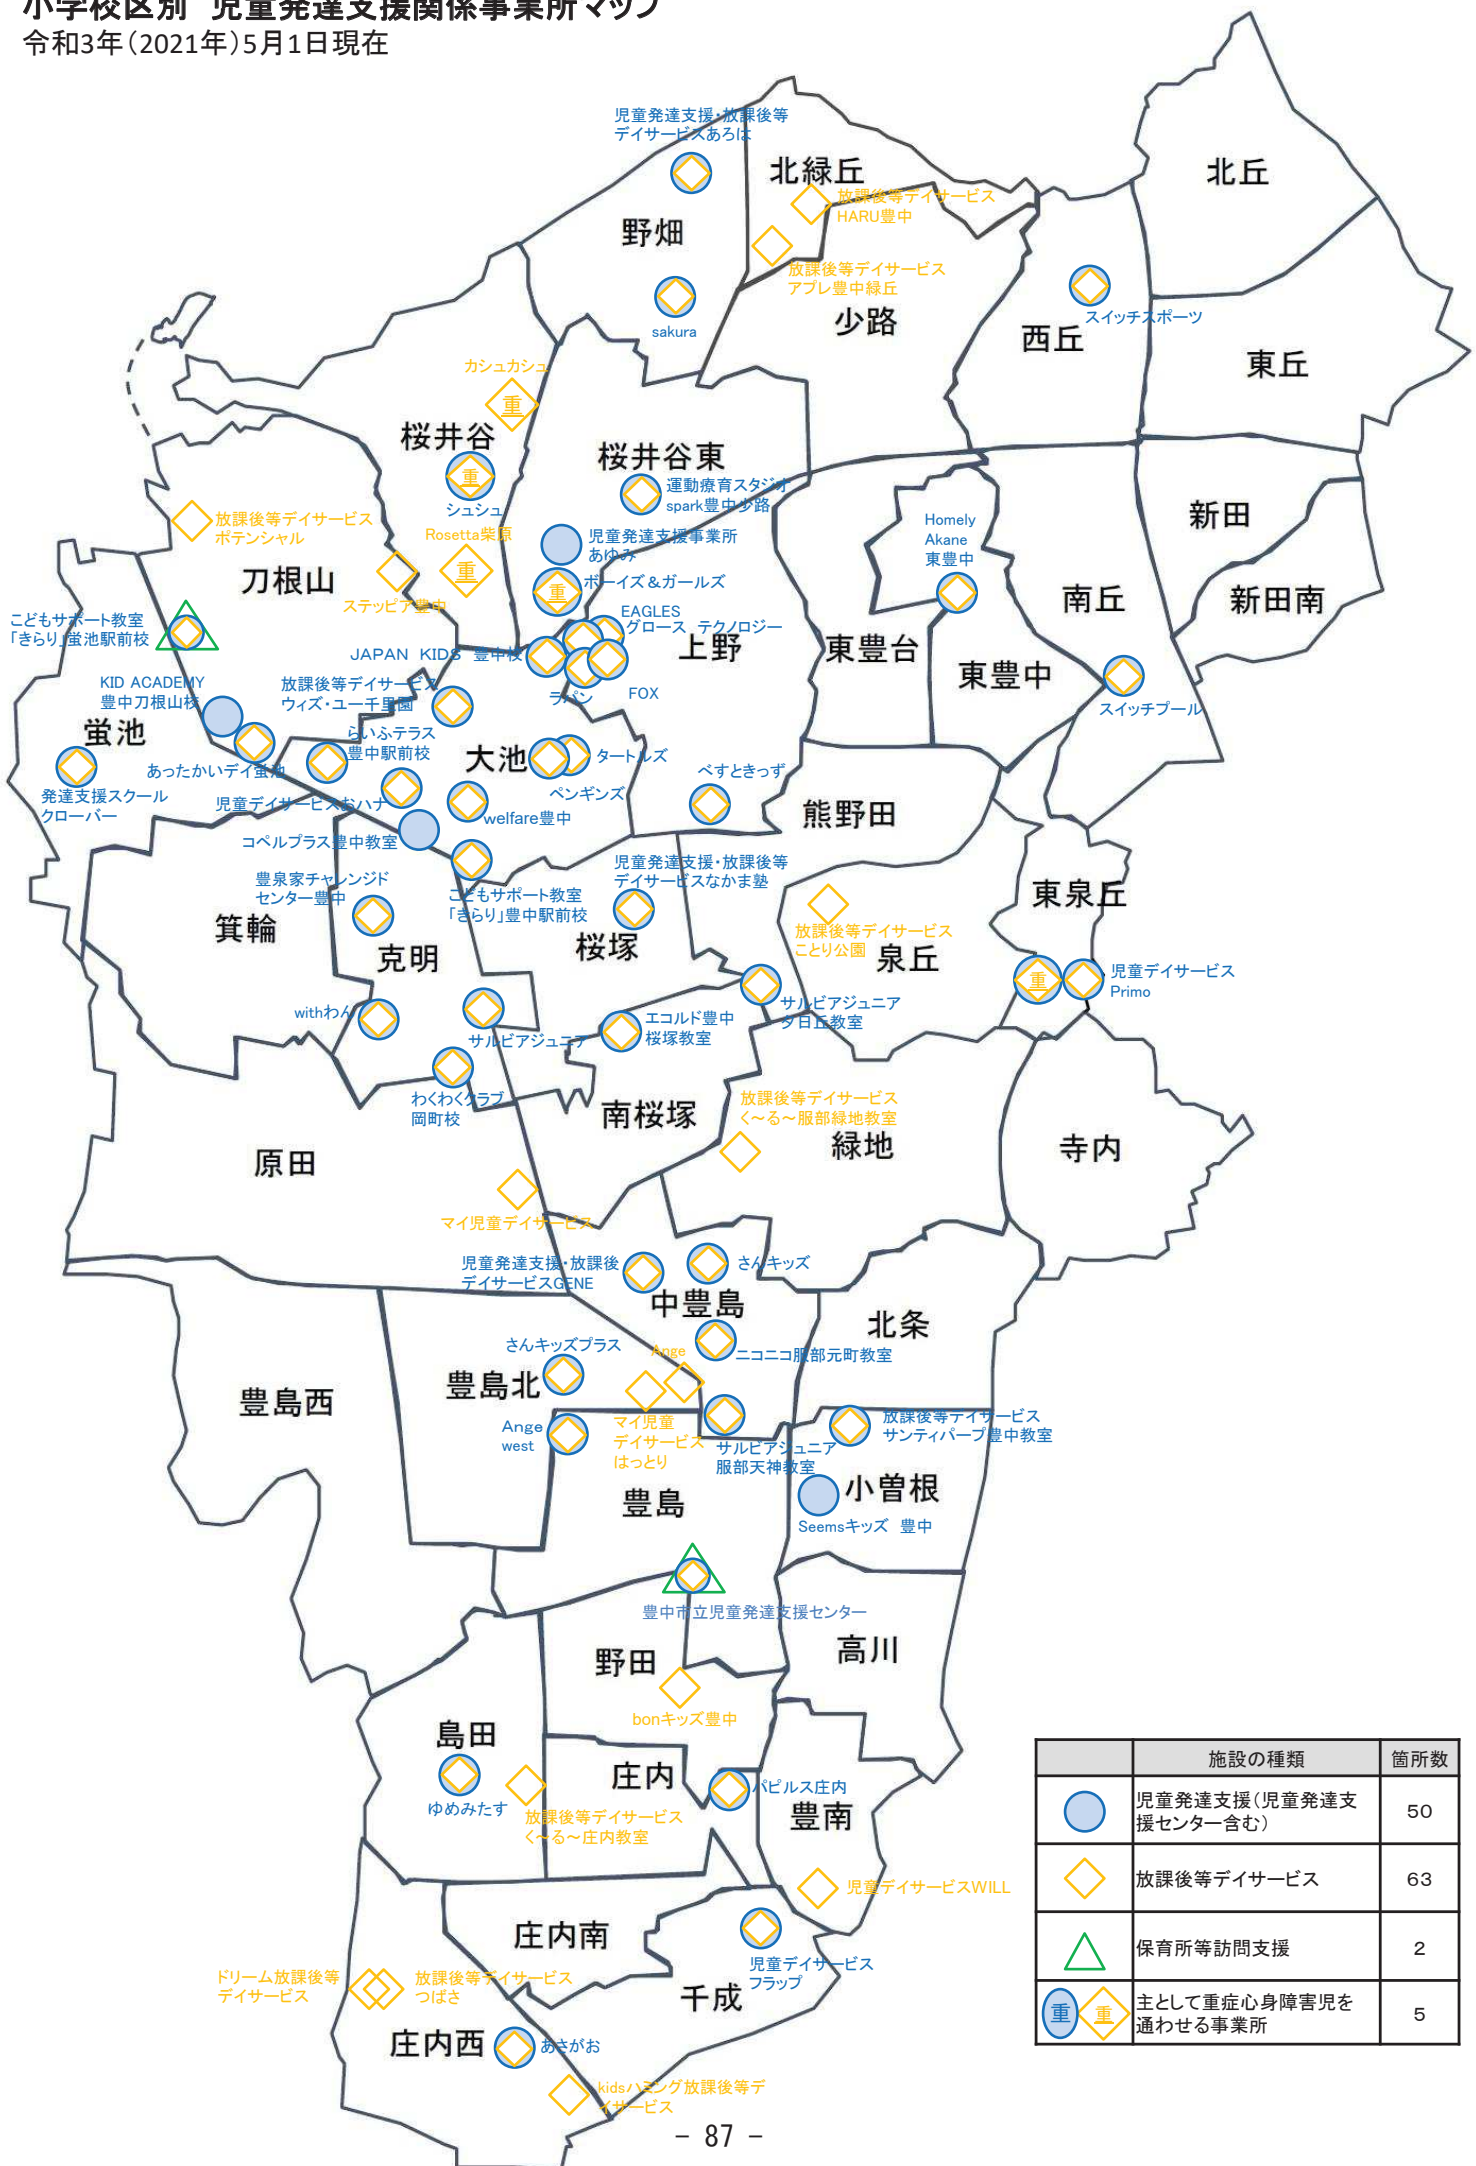 小学校区別 児童発達支援関係事業所マップ
令和3年(2021年)5月1日現在
児童発達支援・放課後等
デイサービスあろは
北緑丘
北丘
放課後等デイサービス
HARU豊中
野畑
放課後等デイサービス
アプレ豊中緑丘
少路
sakura
西丘
スイッチスポーツ
東丘
カシュカシュ
重
桜井谷
重
シュシュ
桜井谷東
運動療育スタジオ
spark豊中少路
放課後等デイサービス
ポテンシャル
Rosetta柴原
重
児童発達支援事業所
あゆみ
Homely
Akane
東豊中
新田
刀根山
ステッピア豊中
重
ボーイズ&ガールズ
南丘
新田南
こどもサポート教室
「きらり」蛍池駅前校
EAGLES
グロース テクノロジー
JAPAN KIDS 豊中校
上野
東豊台
東豊中
ラパン
FOX
スイッチプール
KID ACADEMY
豊中刀根山校
放課後等デイサービス
ウィズ・ユー千里園
蛍池
らいふテラス
豊中駅前校
大池
タートルズ
あったかいデイ蛍池
べすときっず
発達支援スクール
クローバー
児童デイサービスおハナ
ペンギンズ
welfare豊中
熊野田
コペルプラス豊中教室
児童発達支援・放課後等
デイサービスなかま塾
豊泉家チャレンジド
センター豊中
こどもサポート教室
「きらり」豊中駅前校
東泉丘
箕輪
克明
桜塚
放課後等デイサービス
ことり公園
泉丘
重
児童デイサービス
Primo
withわん
サルビアジュニア
エコルド豊中
桜塚教室
サルビアジュニア
夕日丘教室
わくわくクラブ
岡町校
南桜塚
放課後等デイサービス
く～る～服部緑地教室
緑地
寺内
原田
マイ児童デイサービス
児童発達支援・放課後
デイサービスGENE
さんキッズ
中豊島
北条
さんキッズプラス
Ange
ニコニコ服部元町教室
豊島西
豊島北
Ange
west
マイ児童
デイサービス
はっとり
サルビアジュニア
服部天神教室
放課後等デイサービス
サンティパーブ豊中教室
豊島
小曽根
Seemsキッズ 豊中
豊中市立児童発達支援センター
野田
高川
bonキッズ豊中
島田
庄内
ゆめみたす
パピルス庄内
放課後等デイサービス
く～る～庄内教室
豊南
児童デイサービスWILL
庄内南
児童デイサービス
フラップ
ドリーム放課後等
デイサービス
放課後等デイサービス
つばさ
千成
庄内西
あさがお
kidsハミング放課後等デ
イサービス
施設の種類 箇所数
児童発達支援(児童発達支
援センター含む) 50
放課後等デイサービス 63
保育所等訪問支援 2
重 重 主として重症心身障害児を
通わせる事業所 5
- 87 -